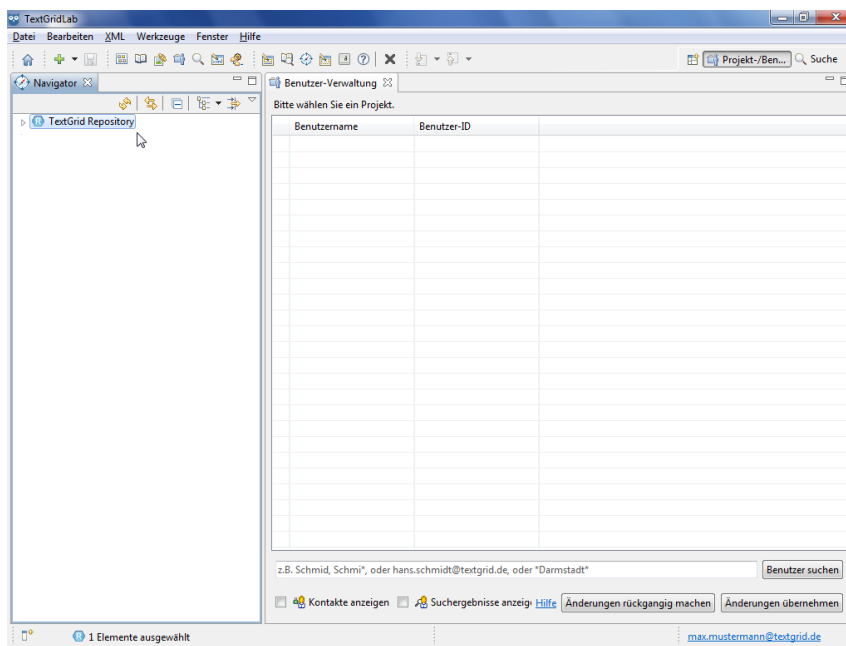 TextGridLab
Datei Bearbeiten XML Werkzeuge Fenster Hilfe
Projekt-/Ben... Suche
Navigator
Benutzer-Verwaltung
Bitte wählen Sie ein Projekt.
TextGrid Repository
Benutzername Benutzer-ID
z.B. Schmid, Schmi*, oder hans.schmidt@textgrid.de, oder "Darmstadt"
Benutzer suchen
Kontakte anzeigen Suchergebnisse anzeig Hilfe Änderungen rückgangig machen Änderungen übernehmen
1 Elemente ausgewählt
max.mustermann@textgrid.de